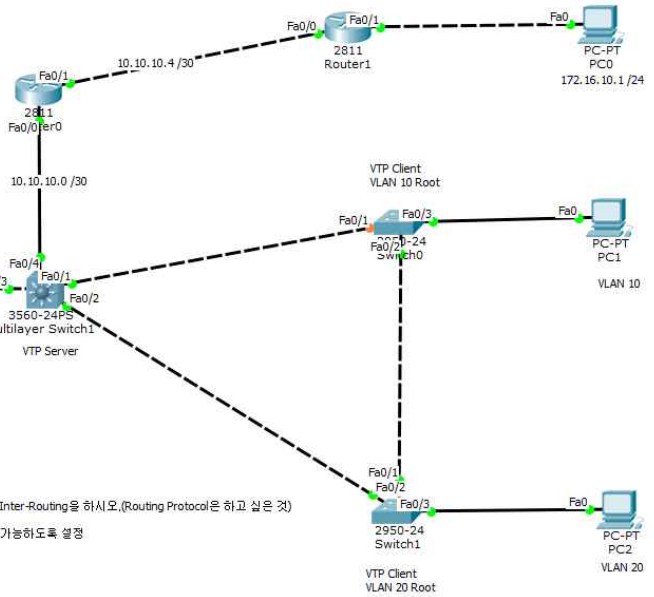 Fa0/0
Fa0/1
Fa0
2811
Router1
PC-PT
PC0
172.16.10.1 /24
10.10.10.4 /30
Fa0/1
2811
Fa0/0
10.10.10.0 /30
VTP Client
VLAN 10 Root
Fa0/1
Fa0/3
Fa0
Fa0/2
2950-24
Switch0
PC-PT
PC1
VLAN 10
Fa0/4
Fa0/1
Fa0/2
3560-24PS
ultilayer Switch1
VTP Server
Inter-Routing을 하시오,(Routing Protocol은 하고 싶은 것)
가능하도록 설정
Fa0/1
Fa0/2
Fa0/3
Fa0
2950-24
Switch1
PC-PT
PC2
VLAN 20
VTP Client
VLAN 20 Root